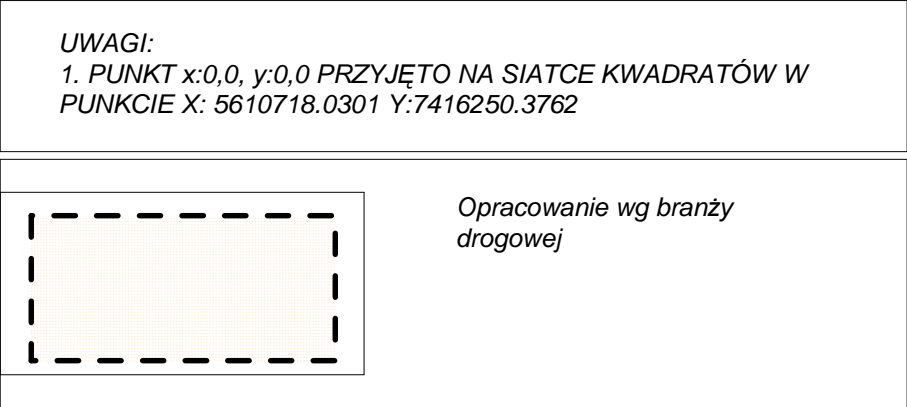 UWAGI:
1. PUNKT x:0,0, y:0,0 PRZYJĘTO NA SIATCE KWADRATÓW W
PUNKCIE X: 5610718.0301 Y:7416250.3762
Opracowanie wg branży
drogowej